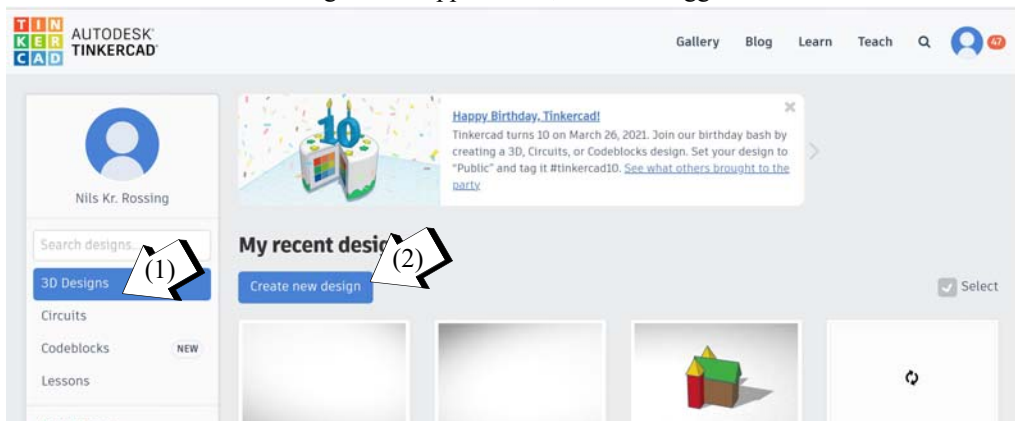 TIN
KER
CAD
AUTODESK®
TINKERCAD®
Gallery Blog Learn Teach
47
Nils Kr. Rossing
Happy Birthday, Tinkercad!
Tinkercad turns 10 on March 26, 2021. Join our birthday bash by
creating a 3D, Circuits, or Codeblocks design. Set your design to
"Public" and tag it #tinkercad10. See what others brought to the
party
10
Search designs...
3D Designs
(1)
Circuits
Codeblocks NEW
Lessons
My recent desi
(2)
Create new design
Select